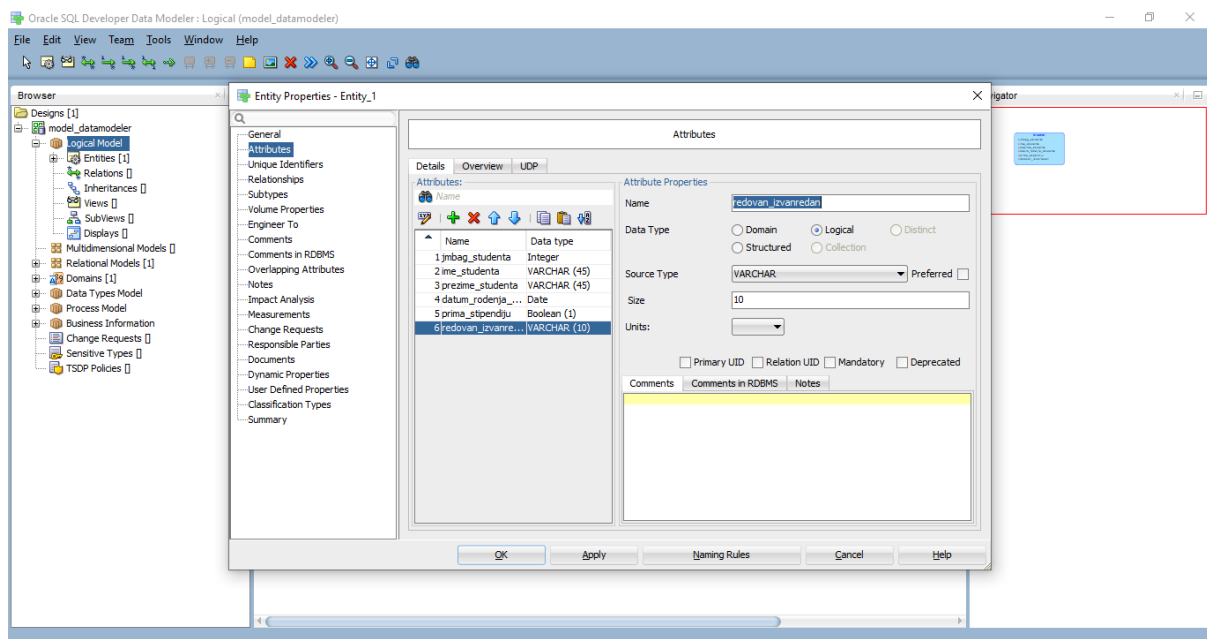 Oracle SQL Developer Data Modeler : Logical (model_datamodeler)
File Edit View Team Tools Window Help
Browser
Designs [1]
model_datamodeler
Logical Model
Entities [1]
Relations []
Inheritances []
Views []
SubViews []
Displays []
Multidimensional Models []
Relational Models [1]
Domains [1]
Data Types Model
Process Model
Business Information
Change Requests []
Sensitive Types []
TSDP Policies []
Entity Properties - Entity_1
General
Attributes
Unique Identifiers
Relationships
Subtypes
Volume Properties
Engineer To
Comments
Comments in RDBMS
Overlapping Attributes
Notes
Impact Analysis
Measurements
Change Requests
Responsible Parties
Documents
Dynamic Properties
User Defined Properties
Classification Types
Summary
Attributes
Details Overview UDP
Attributes:
Name
Name Data type
1 jmbag_studenta Integer
2 ime_studenta VARCHAR (45)
3 prezime_studenta VARCHAR (45)
4 datum_rodenja_... Date
5 prima_stipendiju Boolean (1)
6 redovan_izvanre... VARCHAR (10)
Attribute Properties
Name redovan_izvanredan
Data Type Domain Logical Distinct
Structured Collection
Source Type VARCHAR Preferred
Size 10
Units:
Primary UID Relation UID Mandatory Deprecated
Comments Comments in RDBMS Notes
OK Apply Naming Rules Cancel Help
vigator